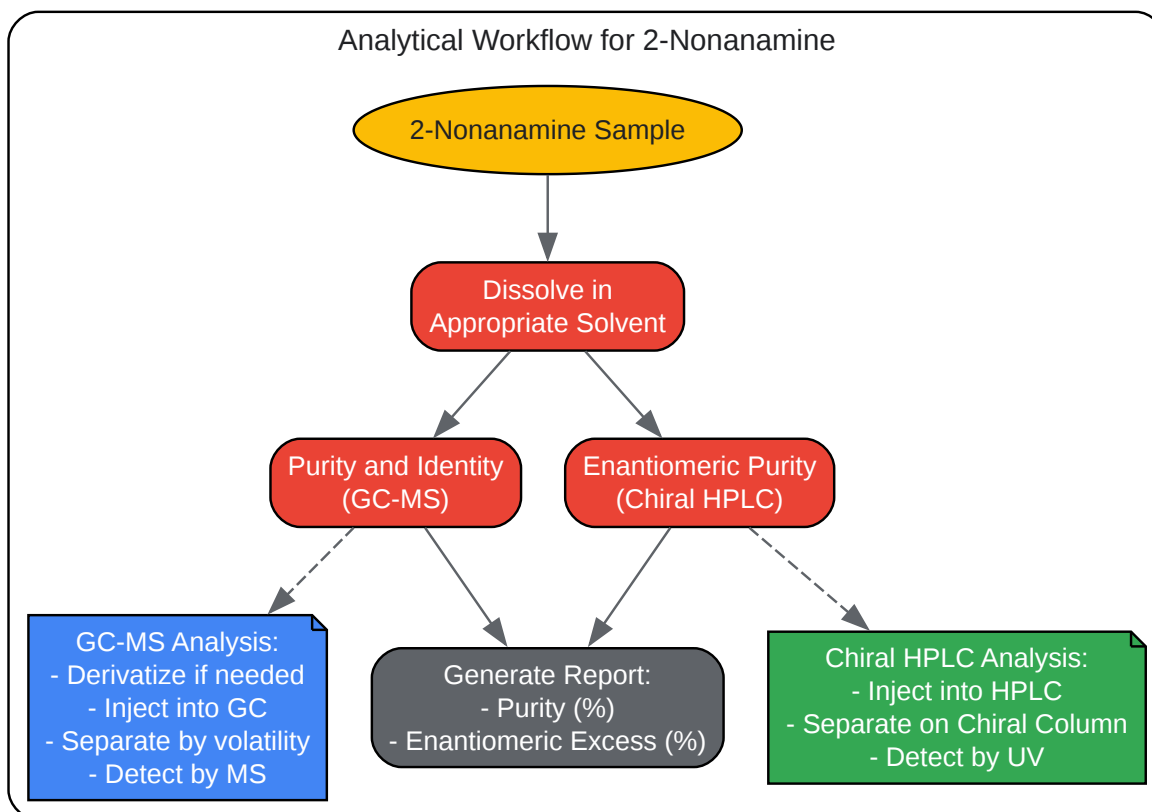 Analytical Workflow for 2-Nonanamine
2-Nonanamine Sample
Dissolve in
Appropriate Solvent
Purity and Identity
(GC-MS)
Enantiomeric Purity
(Chiral HPLC)
GC-MS Analysis:
- Derivatize if needed
- Inject into GC
- Separate by volatility
- Detect by MS
Generate Report:
- Purity (%)
- Enantiomeric Excess (%)
Chiral HPLC Analysis:
- Inject into HPLC
- Separate on Chiral Column
- Detect by UV